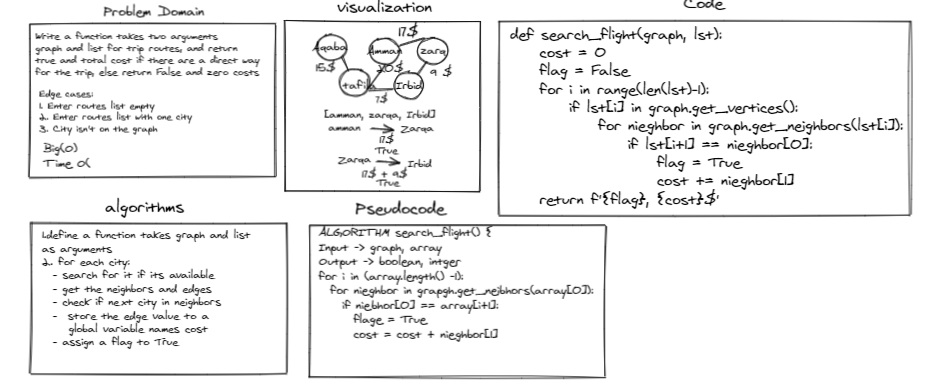 Problem Domain
Write a function takes two arguments
graph and list for trip routes, and return
true and total cost if there are a direct way
for the trip, else return False and zero costs
Edge cases:
1. Enter routes list empty
2. Enter routes list with one city
3. City isn't on the graph
Big(O)
Time O(
visualization
17$
Aqaba
Amman
zarq
15$
20$
9 $
tafil
Irbid
7$
[amman, zarqa, Irbid]
amman Zarqa
17$
True
Zarqa Irbid
17$ + 9$
True
Code
def search_flight(graph, lst):
cost = 0
flag = False
for i in range(len(lst)-1):
if lst[i] in graph.get_vertices():
for nieghbor in graph.get_neighbors(lst[i]):
if lst[i+1] == nieghbor[0]:
flag = True
cost += nieghbor[1]
return f'{flag}, {cost}$'
algorithms
1.define a function takes graph and list
as arguments
2. for each city:
- search for it if its available
- get the neighbors and edges
- check if next city in neighbors
- store the edge value to a
global variable names cost
- assign a flag to True
Pseudocode
ALGORITHM search_flight() {
Input -> graph, array
Output -> boolean, intger
for i in (array.length() -1):
for nieghbor in grapgh.get_neibhors(array[0]):
if niebhor[0] == array[i+1]:
flage = True
cost = cost + nieghbor[1]